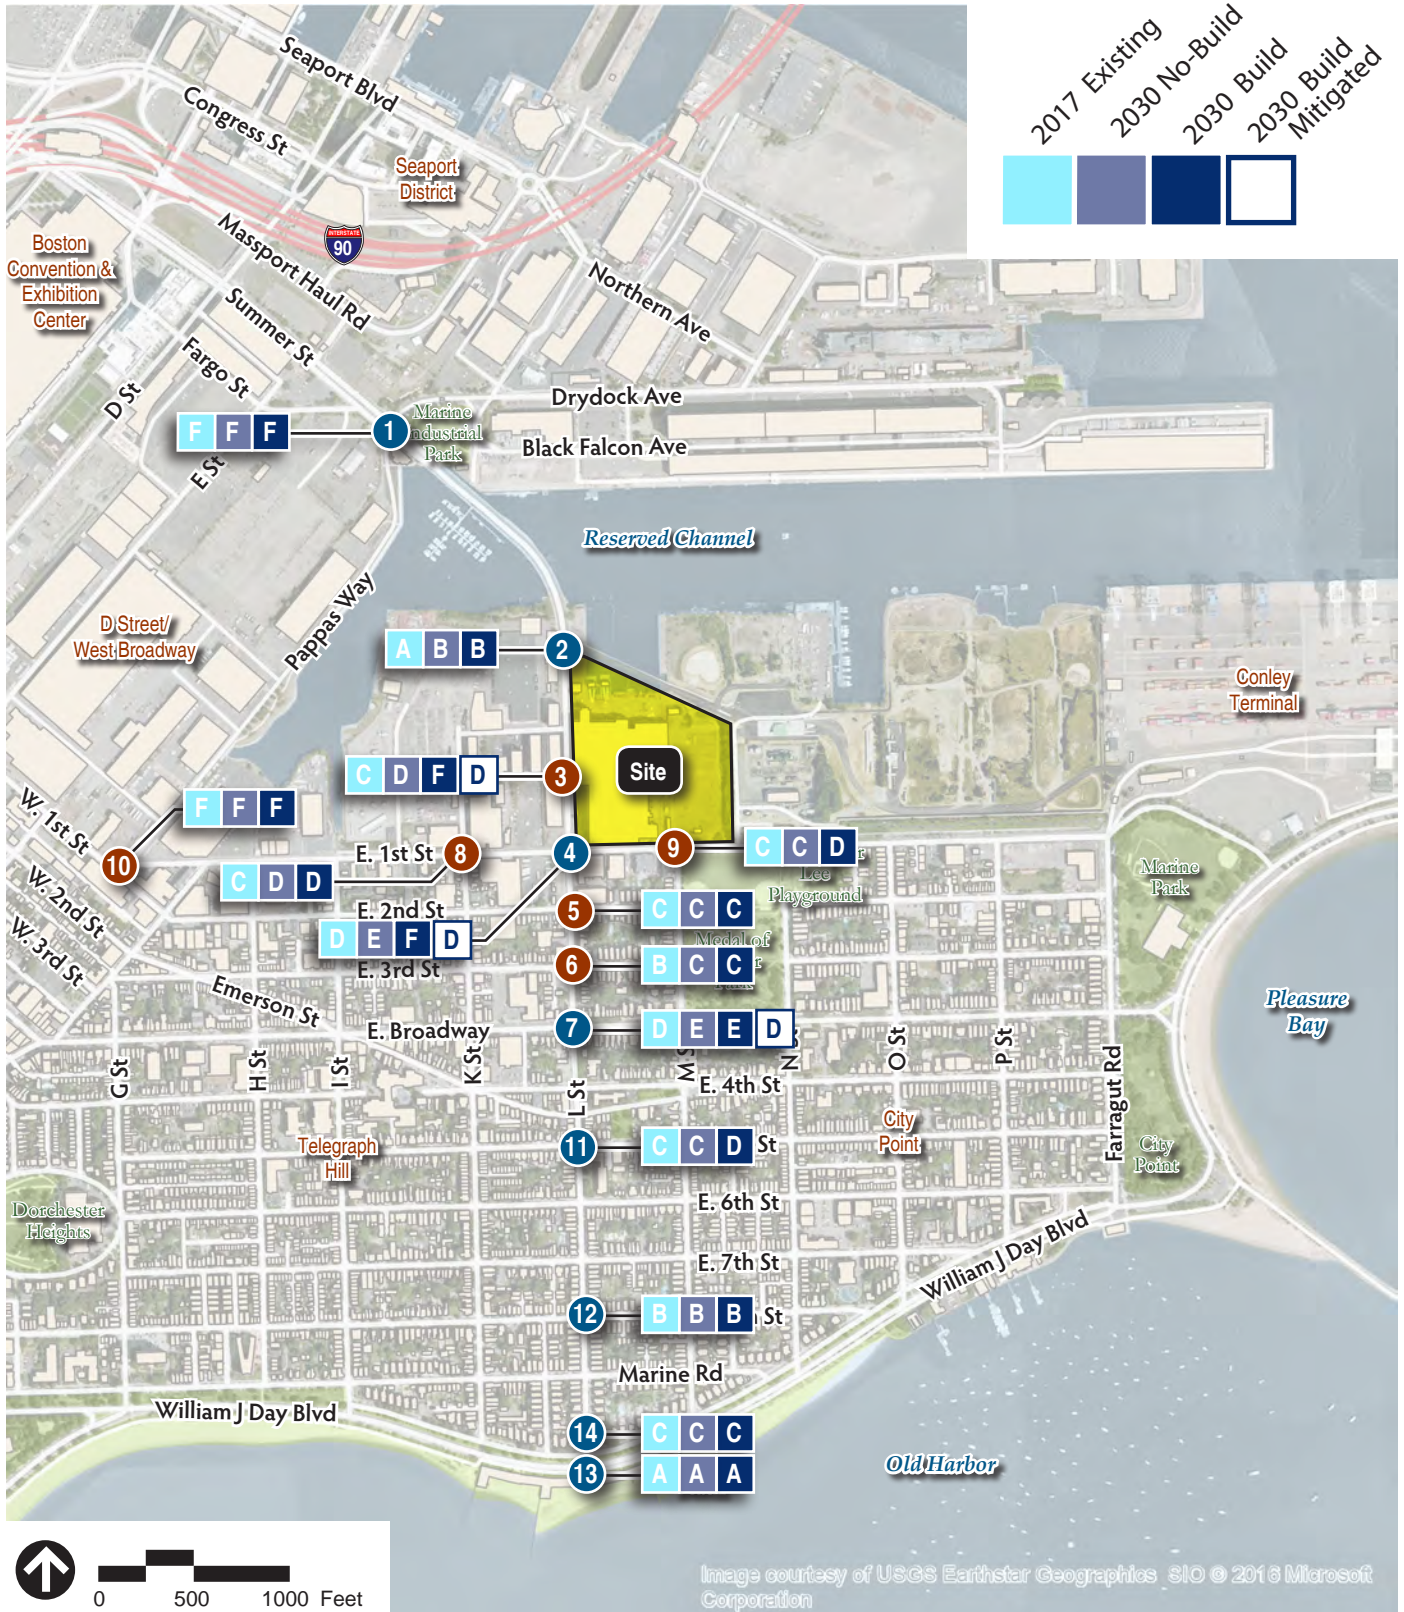 2017 Existing
2030 No-Build
2030 Build
2030 Build
Mitigated
Seaport Blvd
Congress St
Seaport
District
INTERSTATE
90
Massport Haul Rd
Boston
Convention &
Exhibition
Center
Summer St
Northern Ave
Fargo St
D St
Drydock Ave
F F F
1
Marine
ndustrial
Park
Black Falcon Ave
E St
Reserved Channel
Pappas Way
D Street/
West Broadway
A B B
2
Conley
Terminal
C D F D
3
Site
W. 1st St
F F F
10
E. 1st St
8
4
9
C C D
r
Lee
Playground
Marine
Park
W. 2nd St
C D D
E. 2nd St
5
C C C
W. 3rd St
D E F D
Medal of
r
E. 3rd St
6
B C C
Emerson St
Pleasure
Bay
E. Broadway
7
D E E D
G St
H St
I St
K St
L St
M S
N
O St
P St
Farragut Rd
E. 4th St
Telegraph
Hill
11
C C D
St
City
Point
City
Point
Dorchester
Heights
E. 6th St
E. 7th St
William J Day Blvd
12
B B B
St
Marine Rd
William J Day Blvd
14
C C C
13
A A A
Old Harbor
0 500 1000 Feet
Image courtesy of USGS Earthstar Geographics SIO © 2016 Microsoft
Corporation